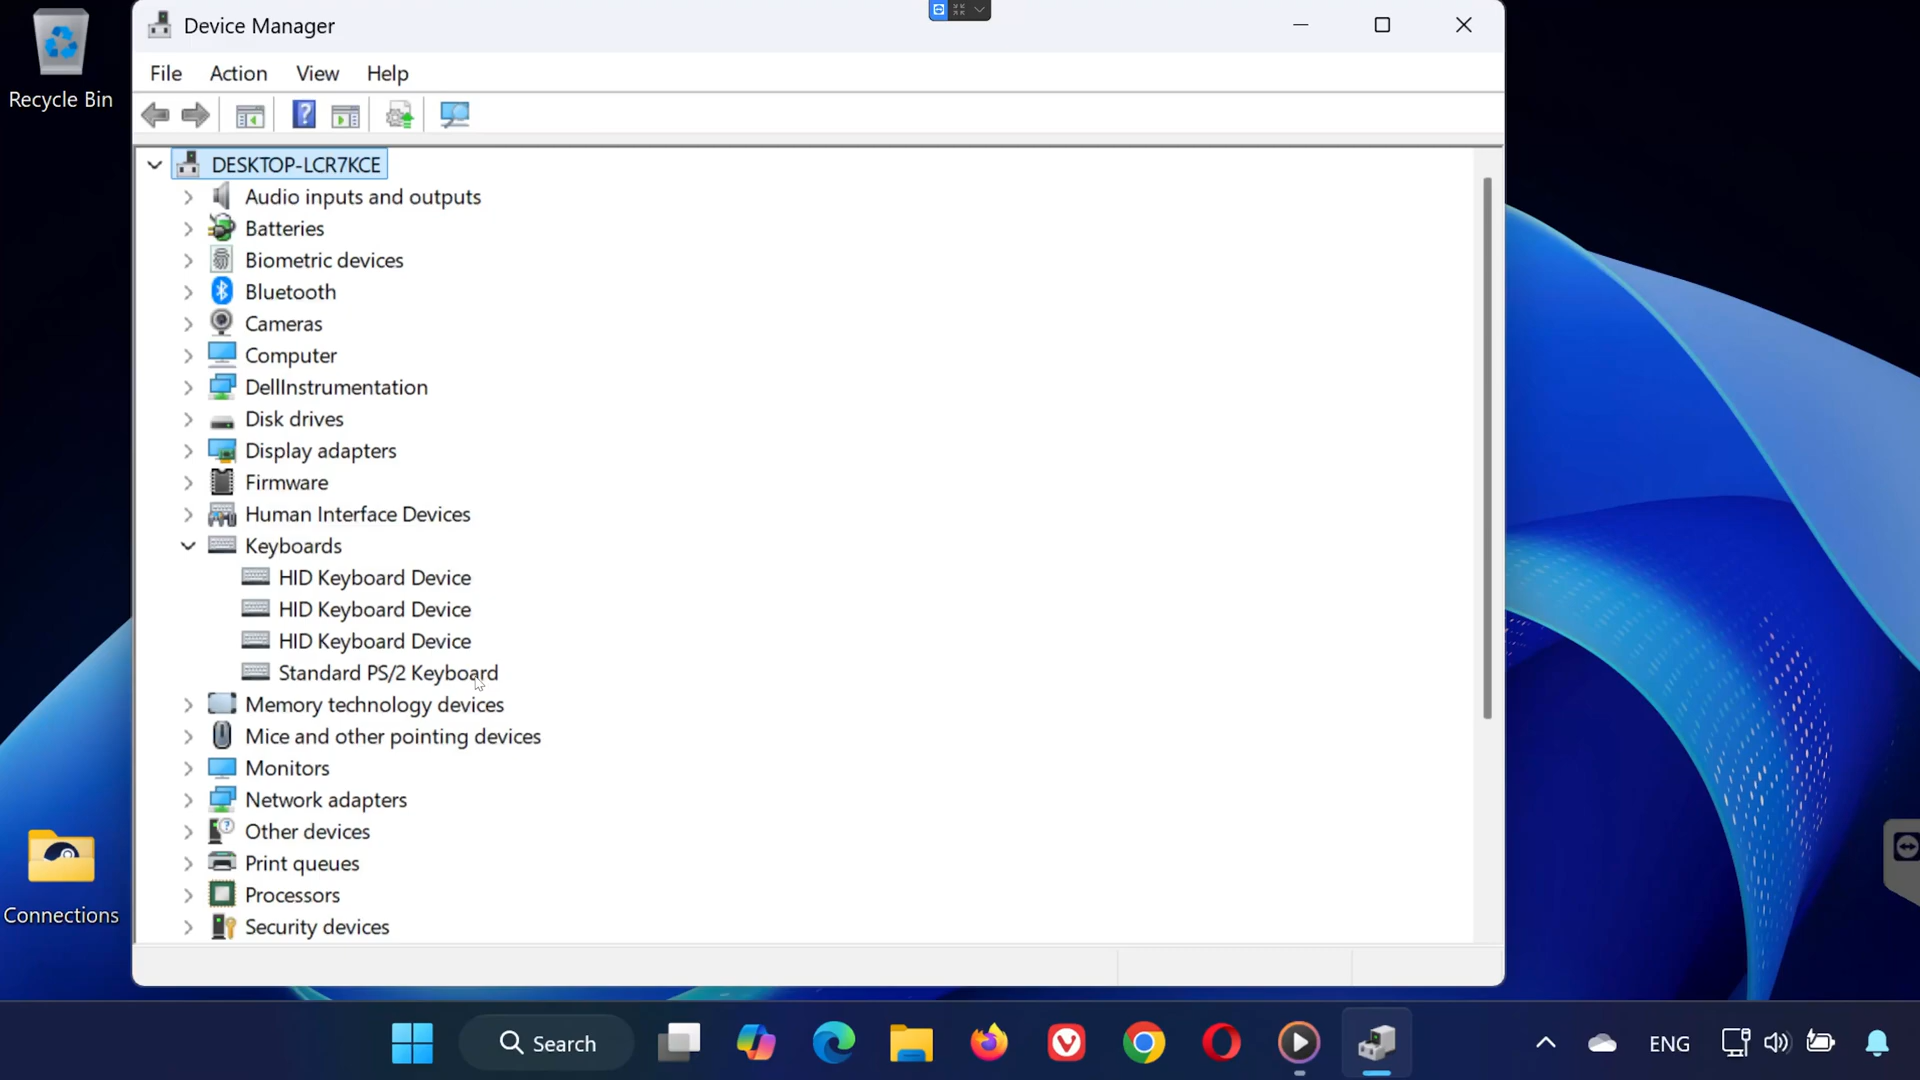 Device Manager
File Action View Help
Recycle Bin
DESKTOP-LCR7KCE
Audio inputs and outputs
Batteries
Biometric devices
Bluetooth
Cameras
Computer
DellInstrumentation
Disk drives
Display adapters
Firmware
Human Interface Devices
Keyboards
HID Keyboard Device
HID Keyboard Device
HID Keyboard Device
Standard PS/2 Keyboard
Memory technology devices
Mice and other pointing devices
Monitors
Network adapters
Other devices
Print queues
Processors
Security devices
Connections
Search
ENG